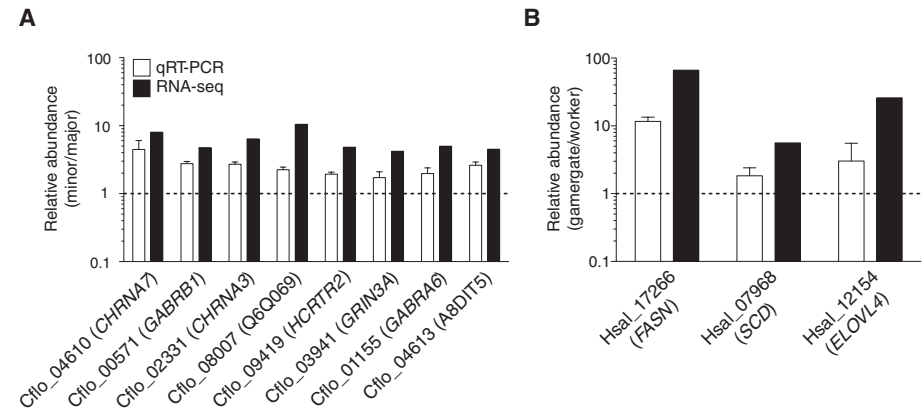 A
Relative abundance
(minor/major)
100
10
1
0.1
qRT-PCR
RNA-seq
Cflo_04610 (CHRNA7)
Cflo_00571 (GABRB1)
Cflo_02331 (CHRNA3)
Cflo_08007 (Q6Q069)
Cflo_09419 (HCRTR2)
Cflo_03941 (GRIN3A)
Cflo_01155 (GABRA6)
Cflo_04613 (A8DIT5)
B
Relative abundance
(gamergate/worker)
100
10
1
0.1
Hsal_17266
(FASN)
Hsal_07968
(SCD)
Hsal_12154
(ELOVL4)